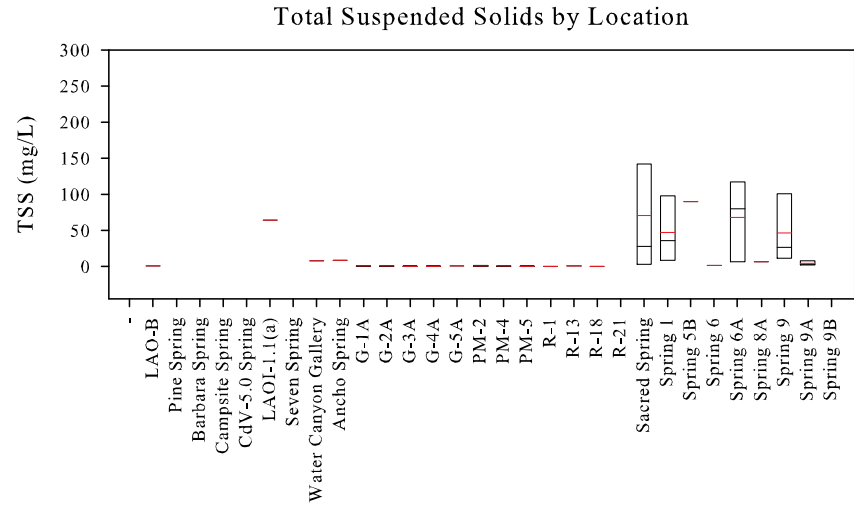 Total Suspended Solids by Location
TSS (mg/L)
300
250
200
150
100
50
0
-
LAO-B
Pine Spring
Barbara Spring
Campsite Spring
CdV-5.0 Spring
LAOI-1.1(a)
Seven Spring
Water Canyon Gallery
Ancho Spring
G-1A
G-2A
G-3A
G-4A
G-5A
PM-2
PM-4
PM-5
R-1
R-13
R-18
R-21
Sacred Spring
Spring 1
Spring 5B
Spring 6
Spring 6A
Spring 8A
Spring 9
Spring 9A
Spring 9B